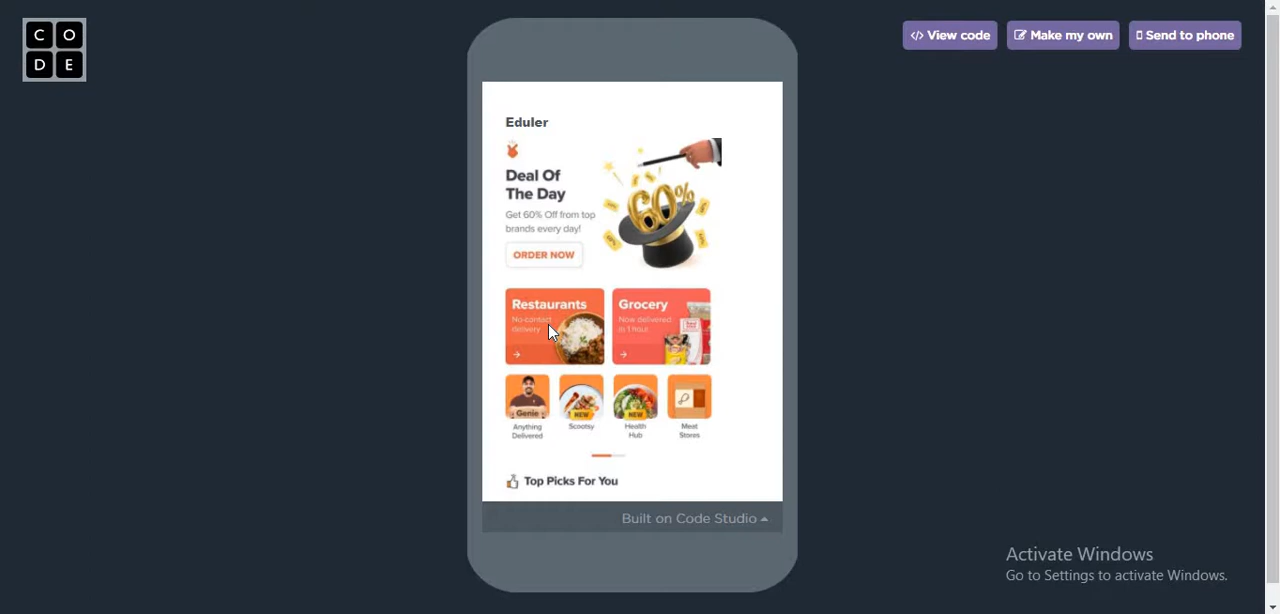 C O
D E
</> View code
Make my own
Send to phone
Eduler
Deal Of
The Day
60%
Get 60% Off from top
brands every day!
ORDER NOW
Restaurants
No-contact
delivery
Grocery
Now delivered
in 1 hour.
Genie
NEW
NEW
Anything
Delivered
Scootsy
Health
Hub
Meat
Stores
Top Picks For You
Built on Code Studio
Activate Windows
Go to Settings to activate Windows.